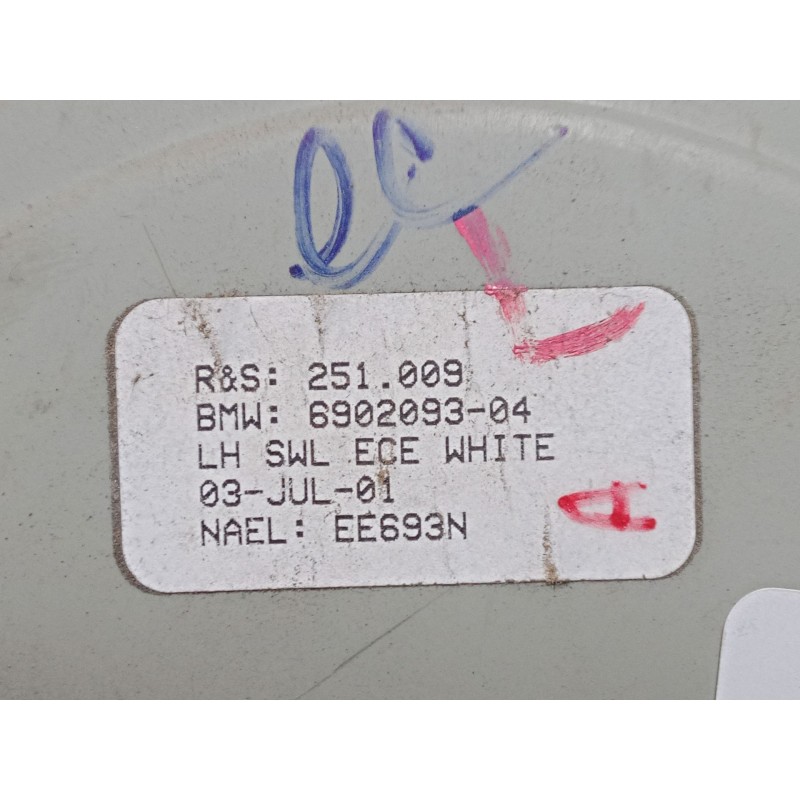 R&S: 251.009
BMW: 6902093-04
LH SWL ECE WHITE
03-JUL-01
NAEL: EE693N
A